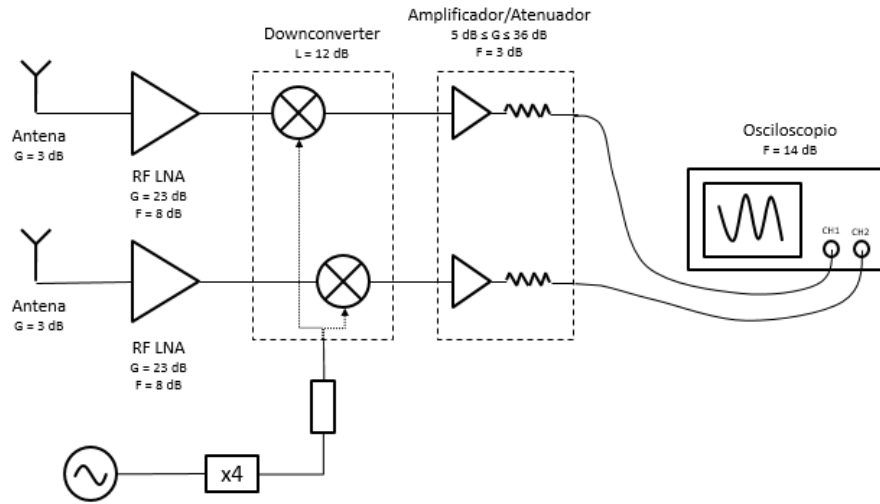 Amplificador/Atenuador
5 dB ≤ G ≤ 36 dB
F = 3 dB
Downconverter
L = 12 dB
Osciloscopio
F = 14 dB
Antena
G = 3 dB
RF LNA
G = 23 dB
F = 8 dB
CH1
CH2
Antena
G = 3 dB
RF LNA
G = 23 dB
F = 8 dB
x4